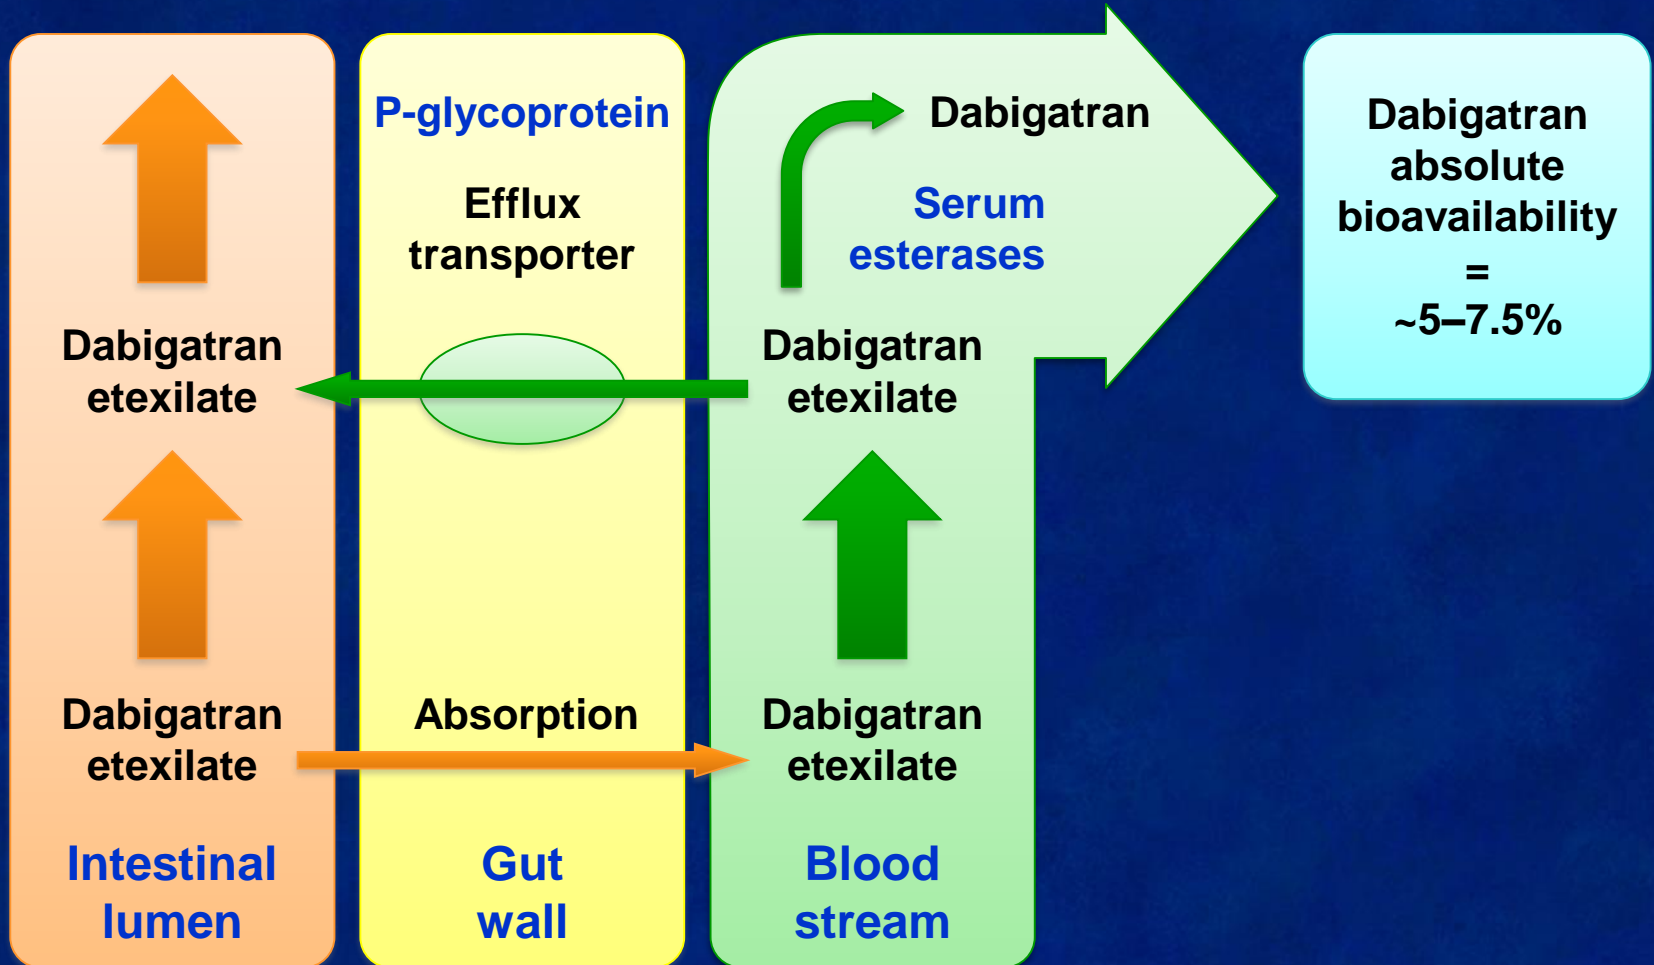 P-glycoprotein
Efflux
transporter
Dabigatran
Serum
esterases
Dabigatran
absolute
bioavailability
=
~5–7.5%
Dabigatran
etexilate
Dabigatran
etexilate
Dabigatran
etexilate
Absorption
Dabigatran
etexilate
Intestinal
lumen
Gut
wall
Blood
stream